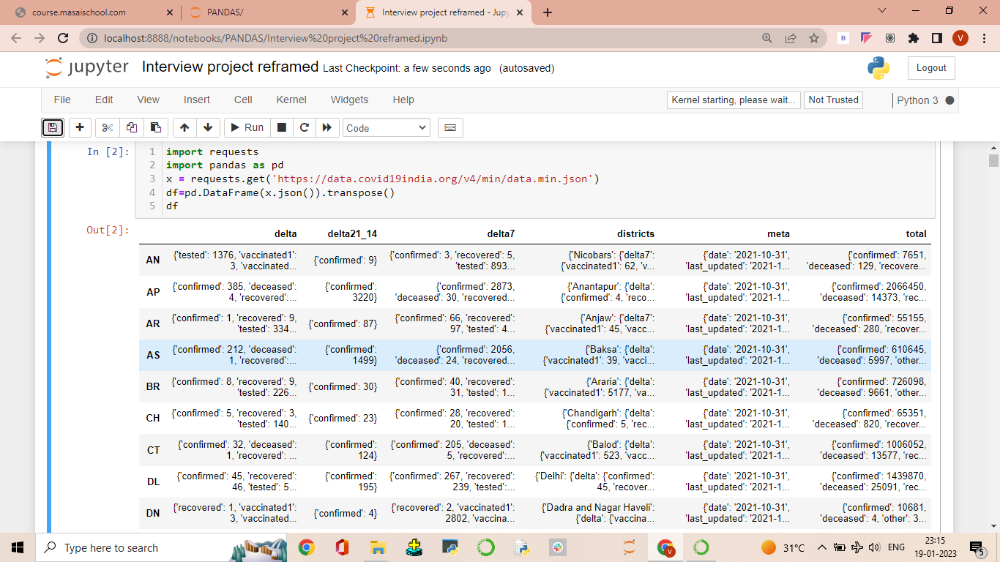 course.masaischool.com
PANDAS/
Interview project reframed - Jupy
localhost:8888/notebooks/PANDAS/Interview%20project%20reframed.ipynb
B
V
jupyter Interview project reframed Last Checkpoint: a few seconds ago (autosaved)
Logout
File Edit View Insert Cell Kernel Widgets Help
Kernel starting, please wait... Not Trusted Python 3
Run Code
In [2]:
1 import requests
2 import pandas as pd
3 x = requests.get('https://data.covid19india.org/v4/min/data.min.json')
4 df=pd.DataFrame(x.json()).transpose()
5 df
Out[2]:
delta delta21_14 delta7 districts meta total
AN {'tested': 1376, 'vaccinated1': 3, 'vaccinated... {'confirmed': 9} {'confirmed': 3, 'recovered': 5, 'tested': 893... {'Nicobars': {'delta7': {'vaccinated1': 62, 'v... {'date': '2021-10-31', 'last_updated': '2021-1... {'confirmed': 7651, 'deceased': 129, 'recovere...
AP {'confirmed': 385, 'deceased': 4, 'recovered':... {'confirmed': 3220} {'confirmed': 2873, 'deceased': 30, 'recovered... {'Anantapur': {'delta': {'confirmed': 4, 'reco... {'date': '2021-10-31', 'last_updated': '2021-1... {'confirmed': 2066450, 'deceased': 14373, 'rec...
AR {'confirmed': 1, 'recovered': 9, 'tested': 334... {'confirmed': 87} {'confirmed': 66, 'recovered': 97, 'tested': 4... {'Anjaw': {'delta7': {'vaccinated1': 45, 'vacc... {'date': '2021-10-31', 'last_updated': '2021-1... {'confirmed': 55155, 'deceased': 280, 'recover...
AS {'confirmed': 212, 'deceased': 1, 'recovered':... {'confirmed': 1499} {'confirmed': 2056, 'deceased': 24, 'recovered... {'Baksa': {'delta': {'vaccinated1': 39, 'vacci... {'date': '2021-10-31', 'last_updated': '2021-1... {'confirmed': 610645, 'deceased': 5997, 'other...
BR {'confirmed': 8, 'recovered': 9, 'tested': 226... {'confirmed': 30} {'confirmed': 40, 'recovered': 31, 'tested': 1... {'Araria': {'delta': {'vaccinated1': 5177, 'va... {'date': '2021-10-31', 'last_updated': '2021-1... {'confirmed': 726098, 'deceased': 9661, 'other...
CH {'confirmed': 5, 'recovered': 3, 'tested': 140... {'confirmed': 23} {'confirmed': 28, 'recovered': 20, 'tested': 1... {'Chandigarh': {'delta': {'confirmed': 5, 'rec... {'date': '2021-10-31', 'last_updated': '2021-1... {'confirmed': 65351, 'deceased': 820, 'recover...
CT {'confirmed': 32, 'deceased': 1, 'recovered': ... {'confirmed': 124} {'confirmed': 205, 'deceased': 5, 'recovered':... {'Balod': {'delta': {'vaccinated1': 523, 'vacc... {'date': '2021-10-31', 'last_updated': '2021-1... {'confirmed': 1006052, 'deceased': 13577, 'rec...
DL {'confirmed': 45, 'recovered': 46, 'tested': 5... {'confirmed': 195} {'confirmed': 267, 'recovered': 239, 'tested':... {'Delhi': {'delta': {'confirmed': 45, 'recover... {'date': '2021-10-31', 'last_updated': '2021-1... {'confirmed': 1439870, 'deceased': 25091, 'rec...
DN {'recovered': 1, 'vaccinated1': 3, 'vaccinated... {'confirmed': 4} {'recovered': 2, 'vaccinated1': 2802, 'vaccina... {'Dadra and Nagar Haveli': {'delta': {'vaccina... {'date': '2021-10-31', 'last_updated': '2021-1... {'confirmed': 10681, 'deceased': 4, 'other': 3...
Type here to search
V
31°C ENG
23:15
19-01-2023
5